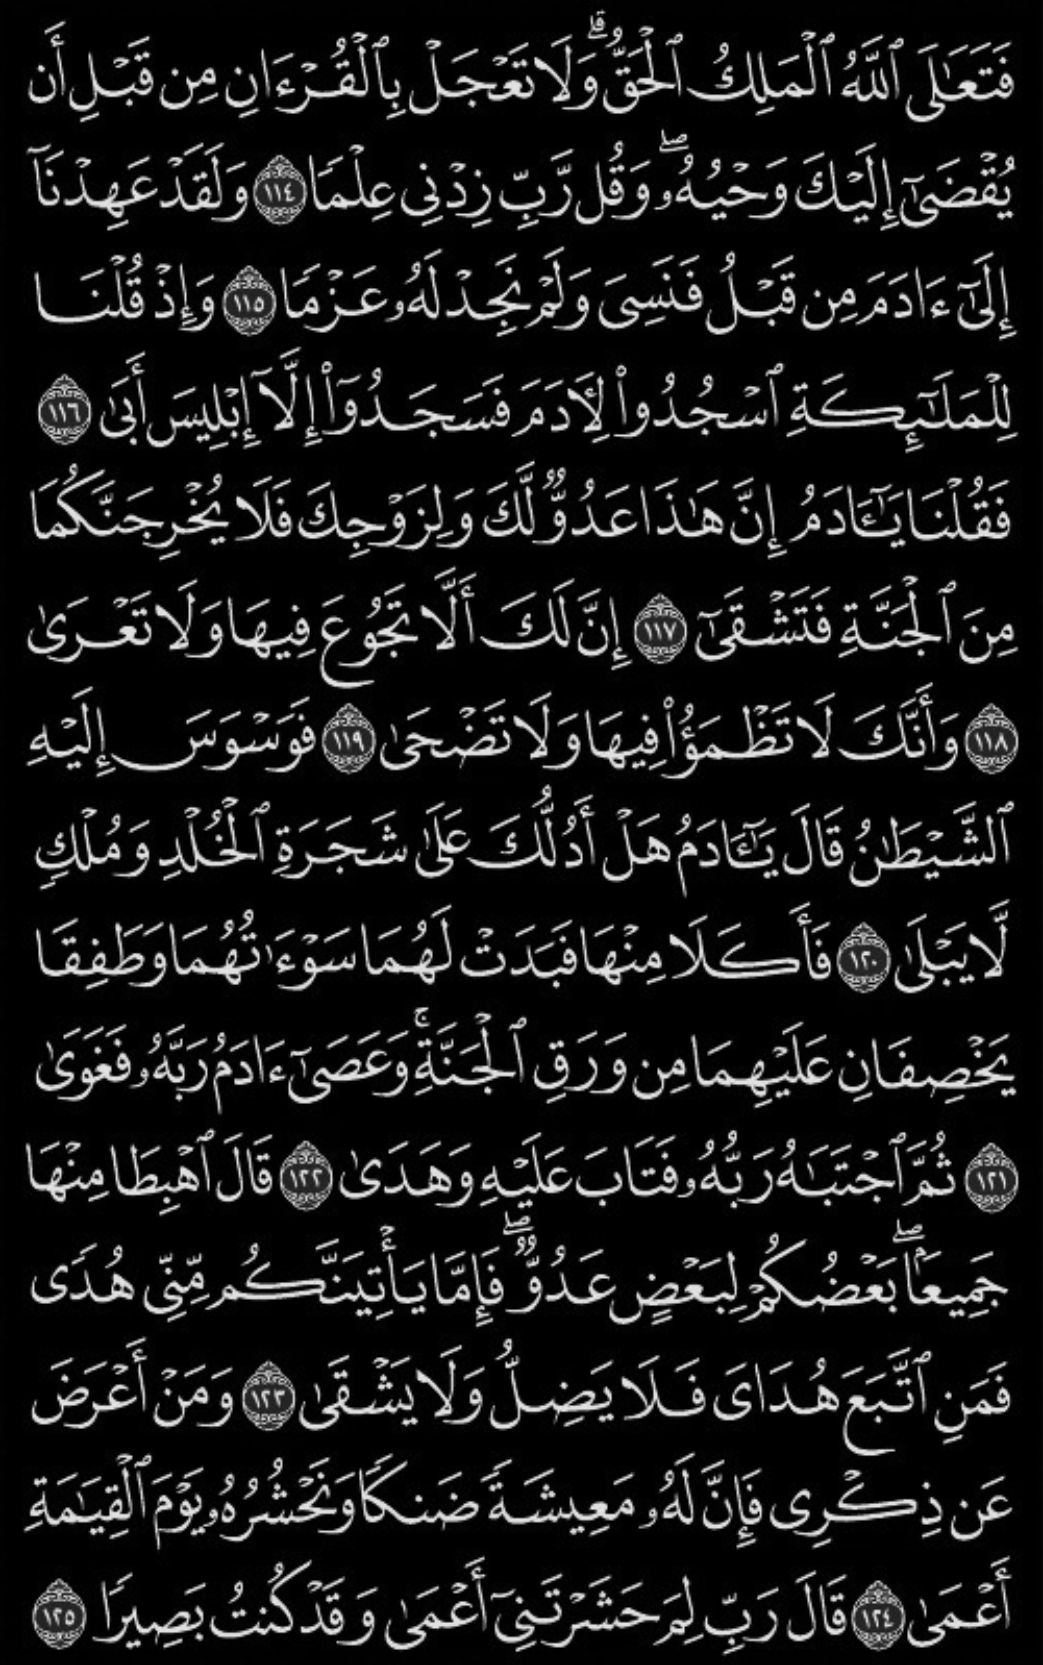 فَتَعَٰلَى ٱللَّهُ ٱلۡمَلِكُ ٱلۡحَقُّۗ وَلَا تَعۡجَلۡ بِٱلۡقُرۡءَانِ مِن قَبۡلِ أَن
يُقۡضَىٰٓ إِلَيۡكَ وَحۡيُهُۥۖ وَقُل رَّبِّ زِدۡنِي عِلۡمٗا ١١٤ وَلَقَدۡ عَهِدۡنَآ
إِلَىٰٓ ءَادَمَ مِن قَبۡلُ فَنَسِيَ وَلَمۡ نَجِدۡ لَهُۥ عَزۡمٗا ١١٥ وَإِذۡ قُلۡنَا
لِلۡمَلَٰٓئِكَةِ ٱسۡجُدُواْ لِأٓدَمَ فَسَجَدُوٓاْ إِلَّآ إِبۡلِيسَ أَبَىٰ ١١٦
فَقُلۡنَا يَٰٓـَٔادَمُ إِنَّ هَٰذَا عَدُوّٞ لَّكَ وَلِزَوۡجِكَ فَلَا يُخۡرِجَنَّكُمَا
مِنَ ٱلۡجَنَّةِ فَتَشۡقَىٰٓ ١١٧ إِنَّ لَكَ أَلَّا تَجُوعَ فِيهَا وَلَا تَعۡرَىٰ
١١٨ وَأَنَّكَ لَا تَظۡمَؤُاْ فِيهَا وَلَا تَضۡحَىٰ ١١٩ فَوَسۡوَسَ إِلَيۡهِ
ٱلشَّيۡطَٰنُ قَالَ يَٰٓـَٔادَمُ هَلۡ أَدُلُّكَ عَلَىٰ شَجَرَةِ ٱلۡخُلۡدِ وَمُلۡكٖ
لَّا يَبۡلَىٰ ١٢٠ فَأَكَلَا مِنۡهَا فَبَدَتۡ لَهُمَا سَوۡءَٰتُهُمَا وَطَفِقَا
يَخۡصِفَانِ عَلَيۡهِمَا مِن وَرَقِ ٱلۡجَنَّةِۚ وَعَصَىٰٓ ءَادَمُ رَبَّهُۥ فَغَوَىٰ
١٢١ ثُمَّ ٱجۡتَبَٰهُ رَبُّهُۥ فَتَابَ عَلَيۡهِ وَهَدَىٰ ١٢٢ قَالَ ٱهۡبِطَا مِنۡهَا
جَمِيعَۢاۖ بَعۡضُكُمۡ لِبَعۡضٍ عَدُوّٞۖ فَإِمَّا يَأۡتِيَنَّكُم مِّنِّي هُدٗى
فَمَنِ ٱتَّبَعَ هُدَايَ فَلَا يَضِلُّ وَلَا يَشۡقَىٰ ١٢٣ وَمَنۡ أَعۡرَضَ
عَن ذِكۡرِي فَإِنَّ لَهُۥ مَعِيشَةٗ ضَنكٗا وَنَحۡشُرُهُۥ يَوۡمَ ٱلۡقِيَٰمَةِ
أَعۡمَىٰ ١٢٤ قَالَ رَبِّ لِمَ حَشَرۡتَنِيٓ أَعۡمَىٰ وَقَدۡ كُنتُ بَصِيرٗا ١٢٥